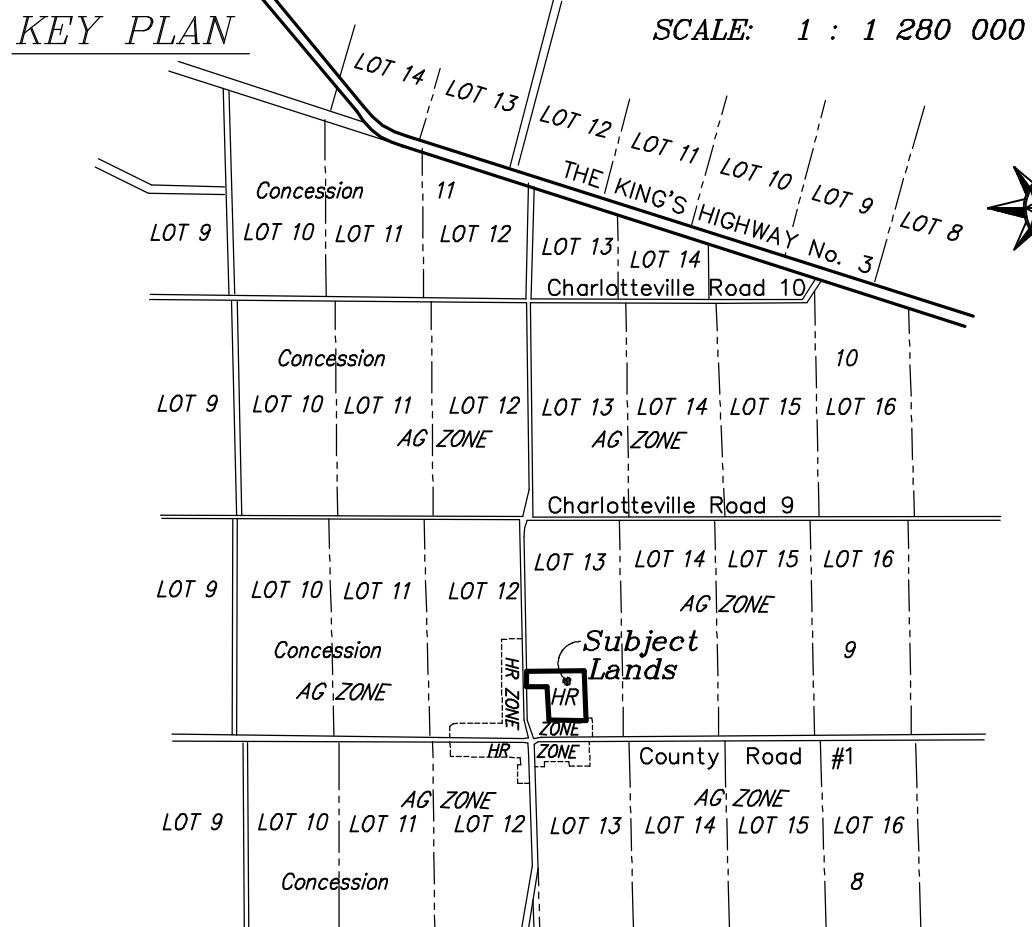 KEY PLAN
SCALE: 1 : 1 280 000
LOT 14
LOT 13
LOT 12
LOT 11
LOT 10
LOT 9
LOT 8
THE KING'S HIGHWAY No. 3
Concession 11
LOT 9 LOT 10 LOT 11 LOT 12 LOT 13 LOT 14
Charlotteville Road 10
Concession 10
LOT 9 LOT 10 LOT 11 LOT 12 LOT 13 LOT 14 LOT 15 LOT 16
AG ZONE AG ZONE
Charlotteville Road 9
LOT 13 LOT 14 LOT 15 LOT 16
LOT 9 LOT 10 LOT 11 LOT 12
AG ZONE
Subject
Lands
Concession 9
AG ZONE
HR ZONE
HR
ZONE
HR ZONE
County Road #1
AG ZONE AG ZONE
LOT 9 LOT 10 LOT 11 LOT 12 LOT 13 LOT 14 LOT 15 LOT 16
Concession 8